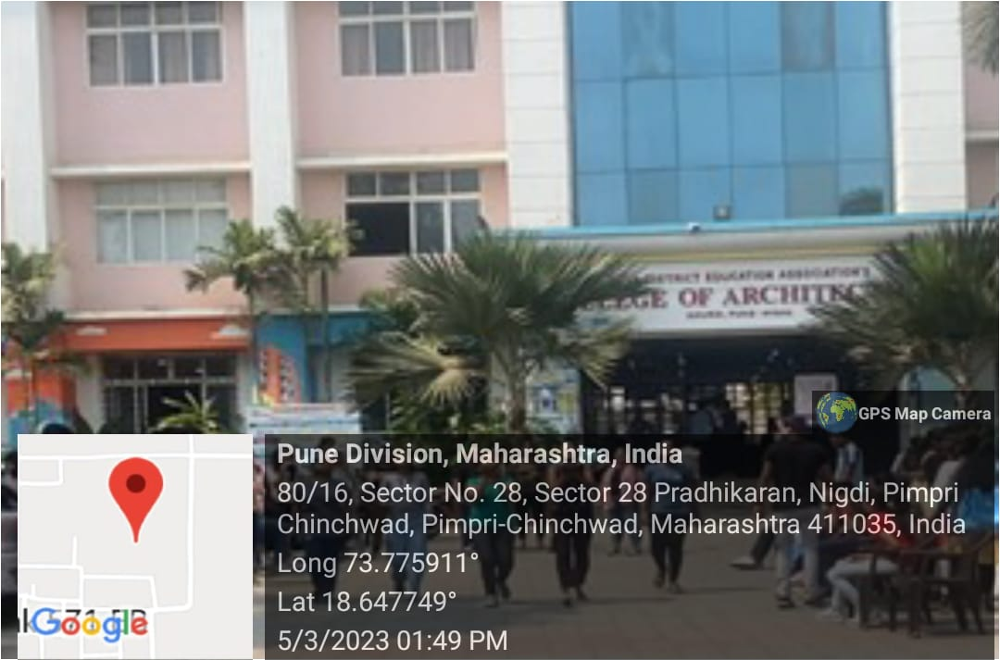 DISTRICT EDUCATION ASSOCIATION'S
LLEGE OF ARCHITEC
GPS Map Camera
Pune Division, Maharashtra, India
80/16, Sector No. 28, Sector 28 Pradhikaran, Nigdi, Pimpri
Chinchwad, Pimpri-Chinchwad, Maharashtra 411035, India
Long 73.775911°
Lat 18.647749°
5/3/2023 01:49 PM
Google